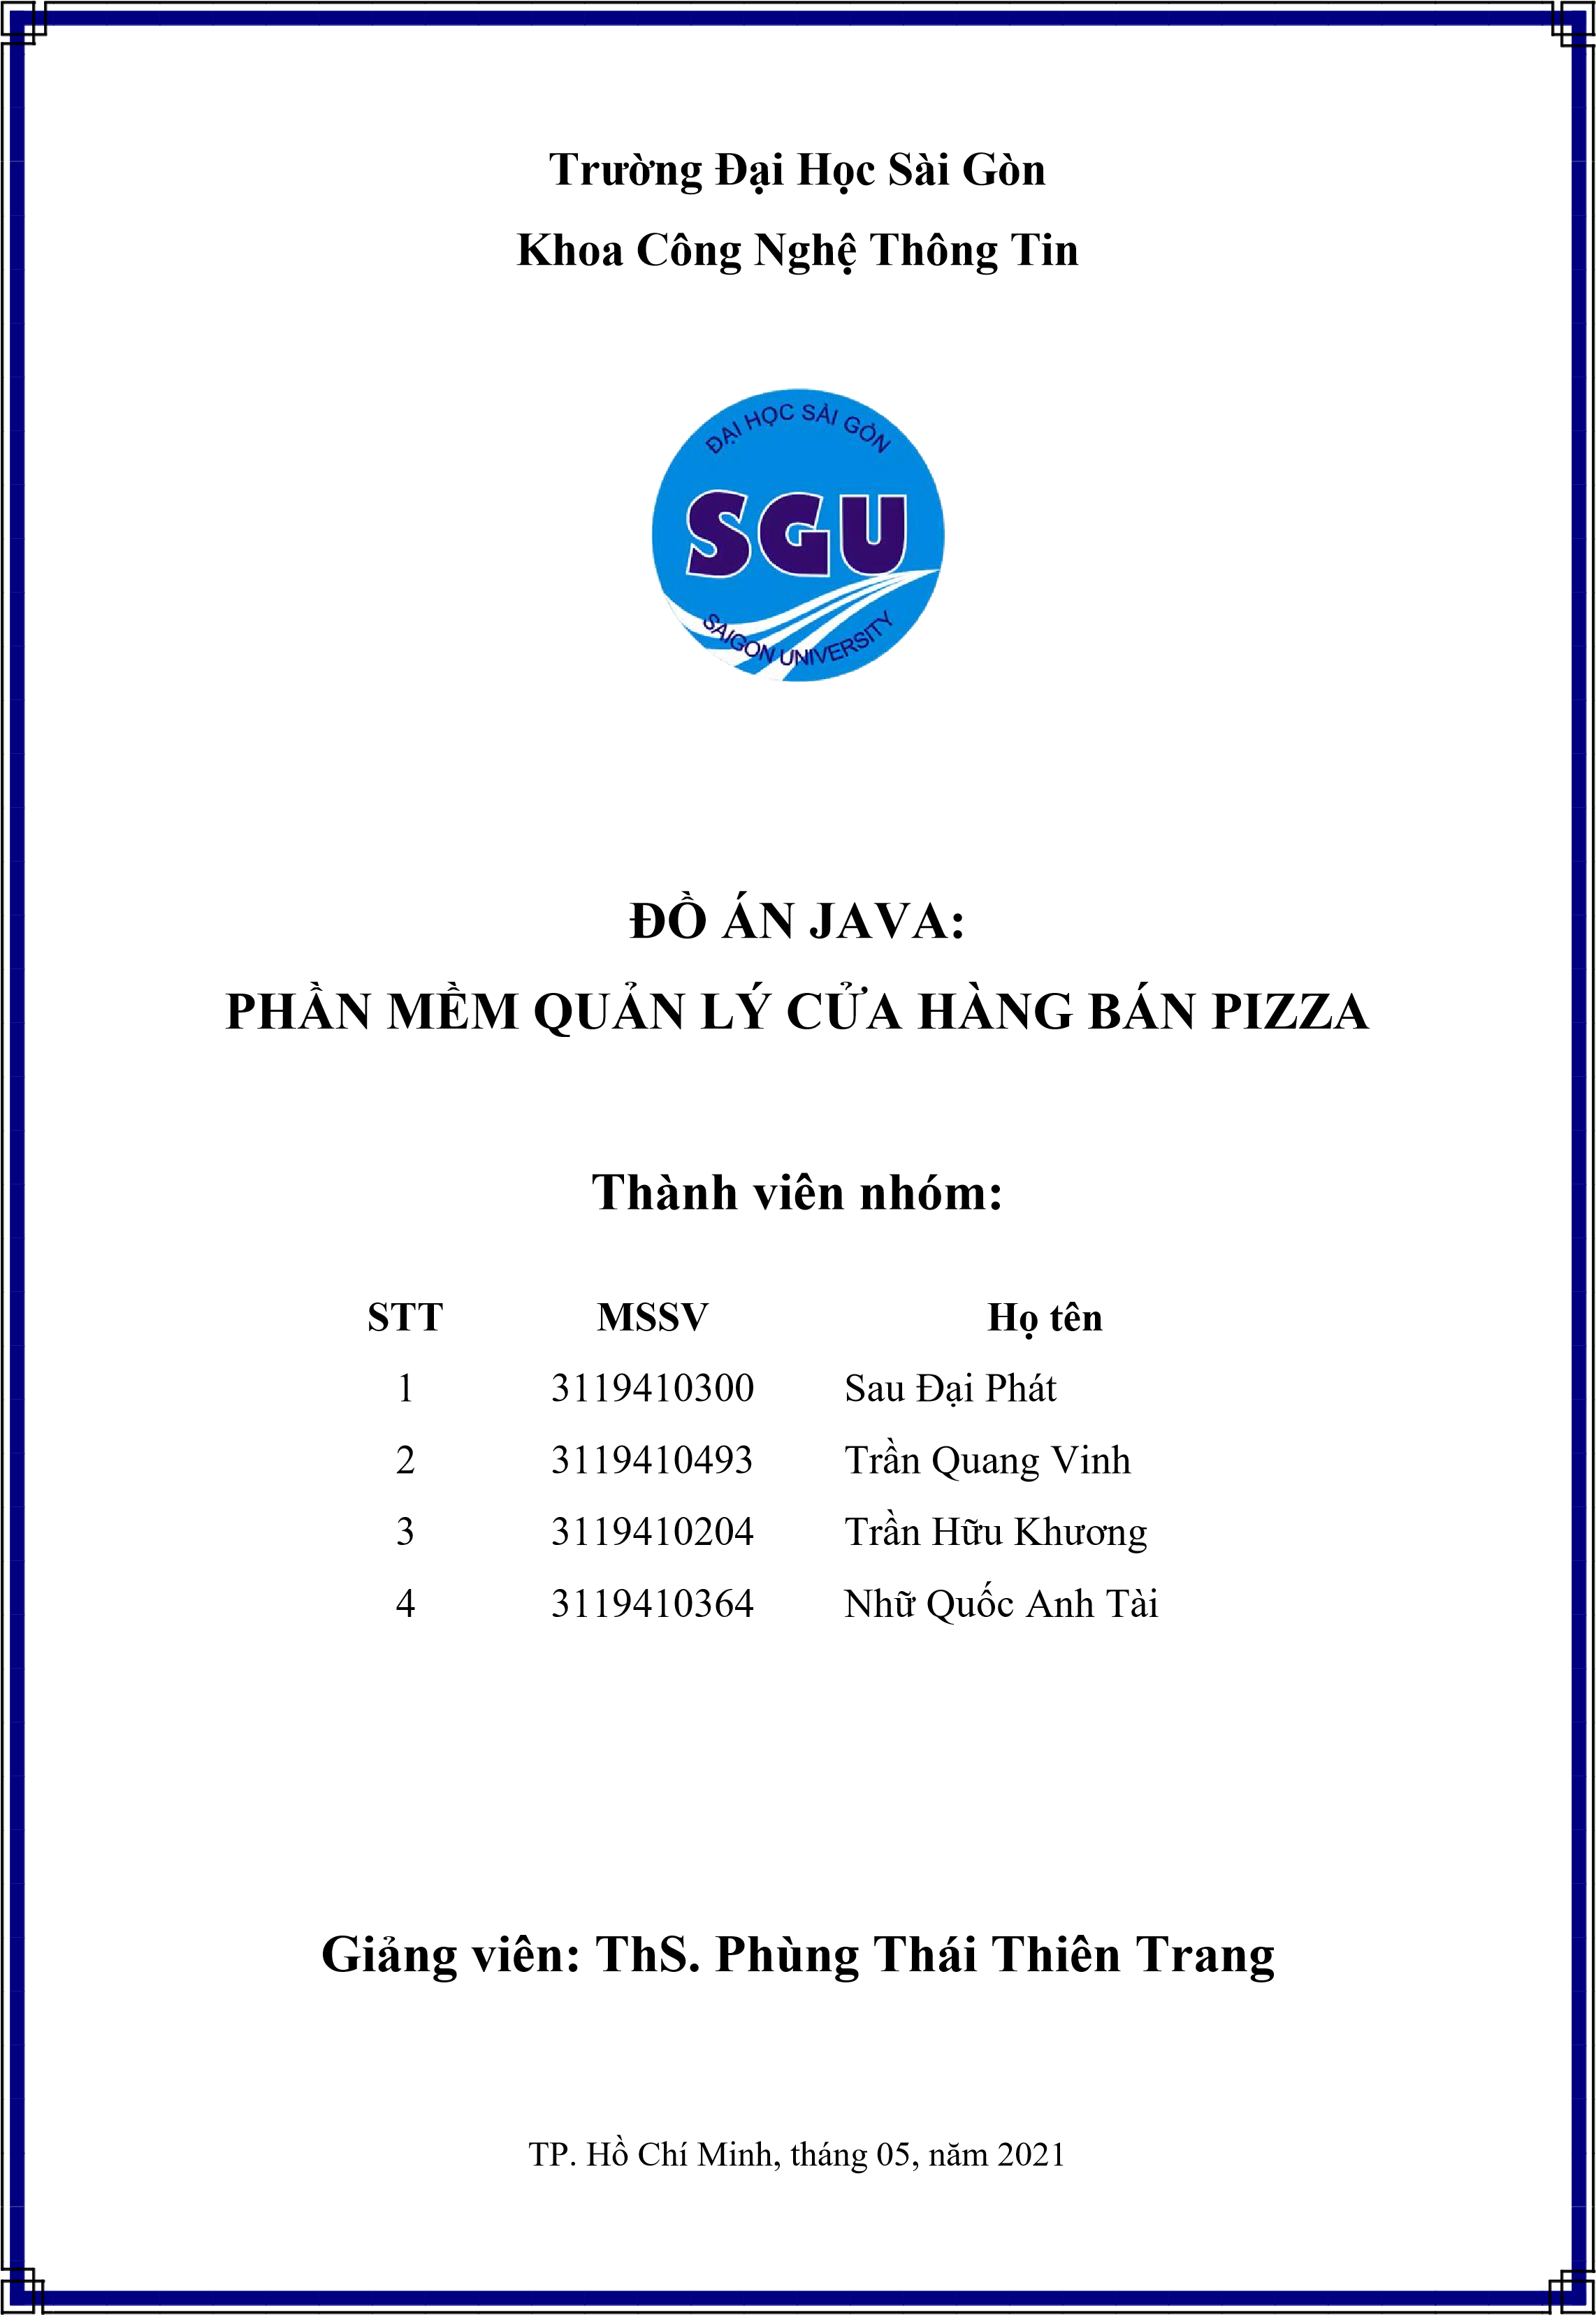 Trường Đại Học Sài Gòn
Khoa Công Nghệ Thông Tin
ĐẠI HỌC SÀI GÒN
SGU
SAIGON UNIVERSITY
ĐỒ ÁN JAVA:
PHẦN MỀM QUẢN LÝ CỬA HÀNG BÁN PIZZA
Thành viên nhóm:
STT MSSV Họ tên
1 3119410300 Sau Đại Phát
2 3119410493 Trần Quang Vinh
3 3119410204 Trần Hữu Khương
4 3119410364 Nhữ Quốc Anh Tài
Giảng viên: ThS. Phùng Thái Thiên Trang
TP. Hồ Chí Minh, tháng 05, năm 2021